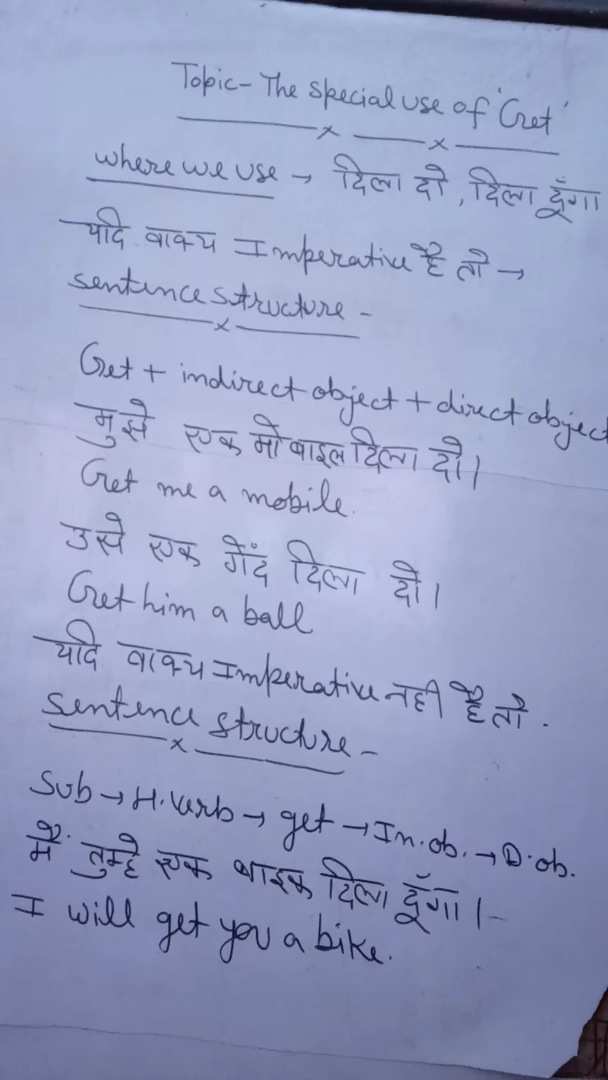 Topic- The special use of 'Get'
where we use → दिला दो, दिला दूँगा
यदि वाक्य Imperative है तो →
sentence structure -
Get + indirect object + direct object
मुझे एक मोबाइल दिला दो।
Get me a mobile.
उसे एक गेंद दिला दो।
Get him a ball
यदि वाक्य Imperative नही है तो.
sentence structure -
Sub → H.verb → get → In.ob. → D.ob.
मैं तुम्हे एक बाइक दिला दूँगा।-
I will get you a bike.